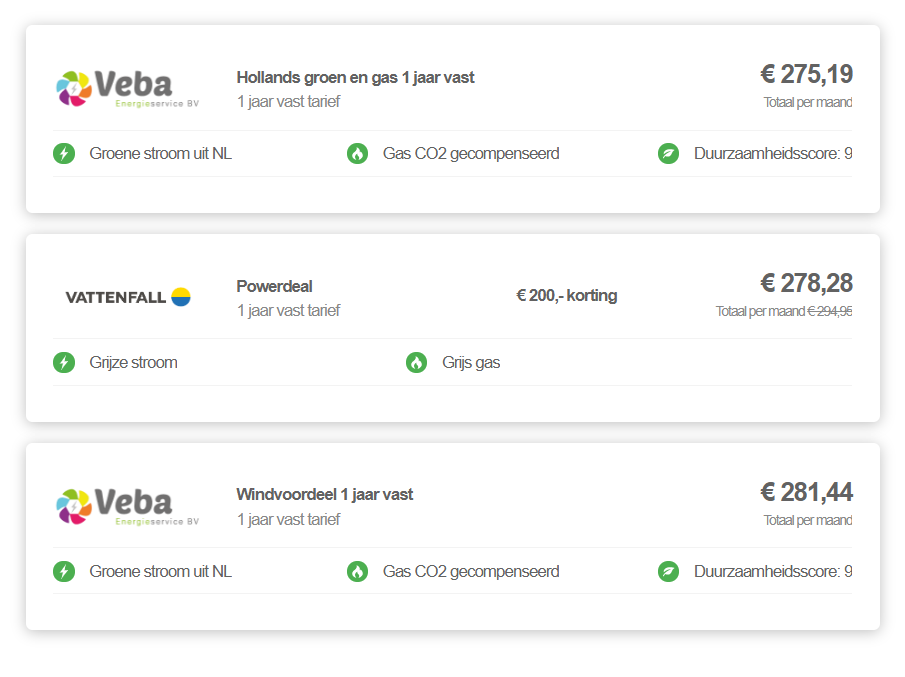 Veba
Energieservice BV
Hollands groen en gas 1 jaar vast
1 jaar vast tarief
€ 275,19
Totaal per maand
Groene stroom uit NL
Gas CO2 gecompenseerd
Duurzaamheidsscore: 9
VATTENFALL
Powerdeal
1 jaar vast tarief
€ 200,- korting
€ 278,28
Totaal per maand € 294,95
Grijze stroom
Grijs gas
Veba
Energieservice BV
Windvoordeel 1 jaar vast
1 jaar vast tarief
€ 281,44
Totaal per maand
Groene stroom uit NL
Gas CO2 gecompenseerd
Duurzaamheidsscore: 9